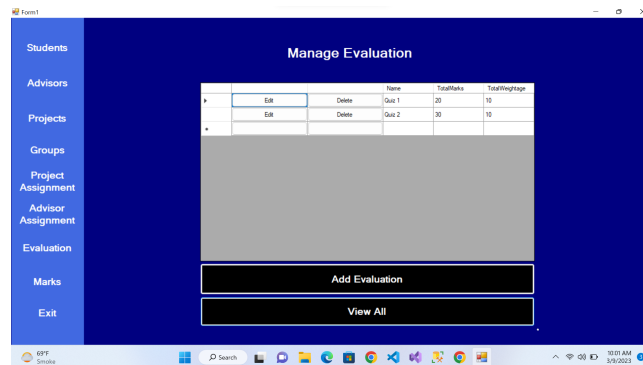 Form1
Students
Advisors
Projects
Groups
Project
Assignment
Advisor
Assignment
Evaluation
Marks
Exit
Manage Evaluation
Name TotalMarks TotalWeightage
Edit Delete Quiz 1 20 10
Edit Delete Quiz 2 30 10
Add Evaluation
View All
69°F
Smoke
Search
10:01 AM
3/9/2023